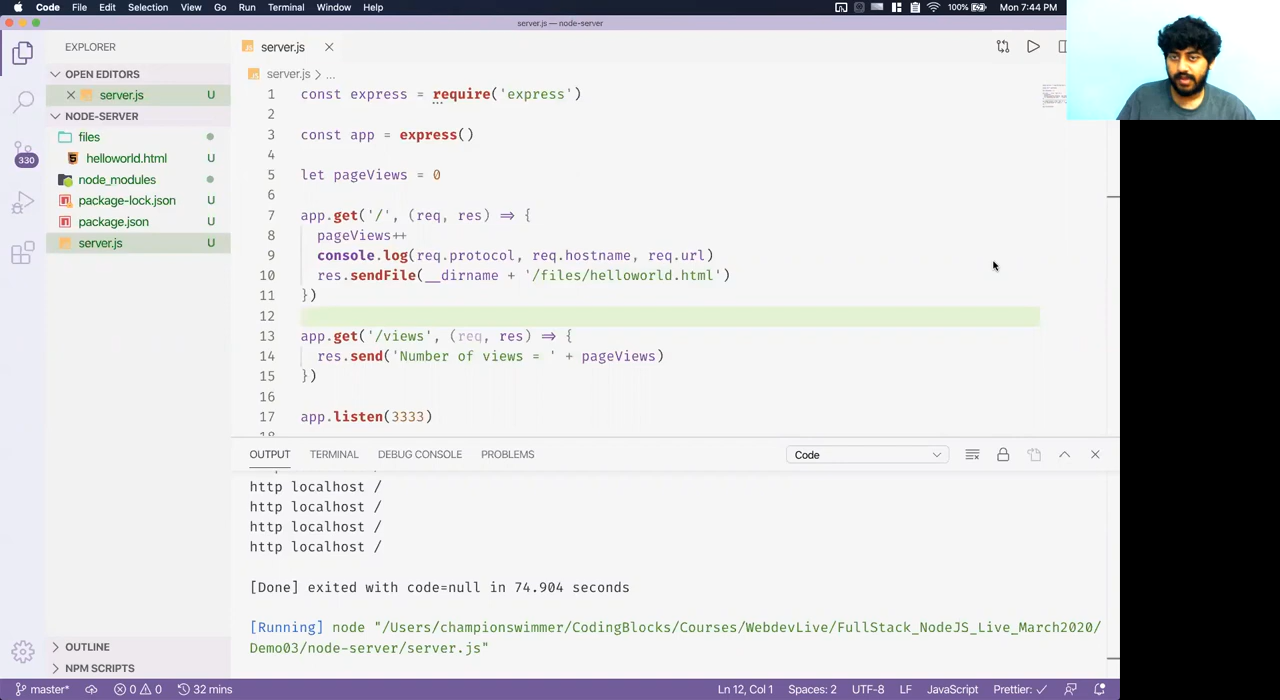 Code File Edit Selection View Go Run Terminal Window Help 100% Mon 7:44 PM
server.js — node-server
EXPLORER
server.js
OPEN EDITORS
server.js > ...
server.js U
NODE-SERVER
files
helloworld.html U
node_modules
package-lock.json U
package.json U
server.js U
330
1 const express = require('express')
2
3 const app = express()
4
5 let pageViews = 0
6
7 app.get('/', (req, res) => {
8 pageViews++
9 console.log(req.protocol, req.hostname, req.url)
10 res.sendFile(__dirname + '/files/helloworld.html')
11 })
12
13 app.get('/views', (req, res) => {
14 res.send('Number of views = ' + pageViews)
15 })
16
17 app.listen(3333)
18
OUTPUT TERMINAL DEBUG CONSOLE PROBLEMS Code
http localhost /
http localhost /
http localhost /
http localhost /
[Done] exited with code=null in 74.904 seconds
[Running] node "/Users/championswimmer/CodingBlocks/Courses/WebdevLive/FullStack_NodeJS_Live_March2020/
Demo03/node-server/server.js"
OUTLINE
NPM SCRIPTS
master* 0 0 32 mins Ln 12, Col 1 Spaces: 2 UTF-8 LF JavaScript Prettier: ✓